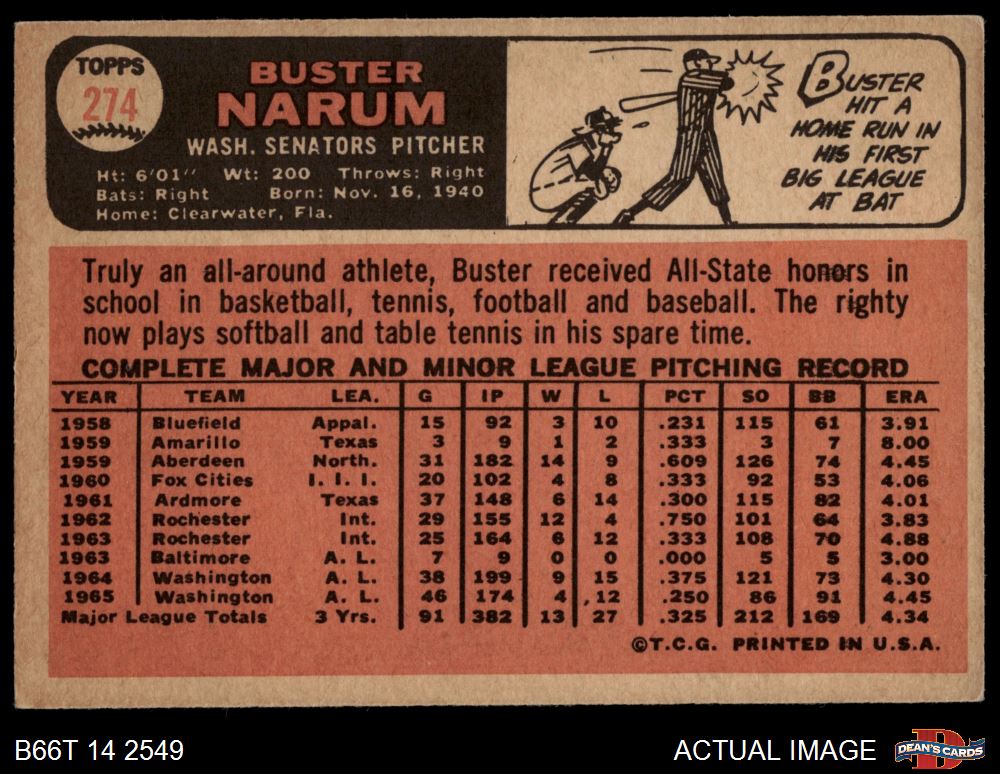 TOPPS
274
BUSTER
NARUM
WASH. SENATORS PITCHER
Ht: 6'01" Wt: 200 Throws: Right
Bats: Right Born: Nov. 16, 1940
Home: Clearwater, Fla.
BUSTER
HIT A
HOME RUN IN
HIS FIRST
BIG LEAGUE
AT BAT
Truly an all-around athlete, Buster received All-State honors in
school in basketball, tennis, football and baseball. The righty
now plays softball and table tennis in his spare time.
COMPLETE MAJOR AND MINOR LEAGUE PITCHING RECORD
YEAR TEAM LEA. G IP W L PCT SO BB ERA
1958 Bluefield Appal. 15 92 3 10 .231 115 61 3.91
1959 Amarillo Texas 3 9 1 2 .333 3 7 8.00
1959 Aberdeen North. 31 182 14 9 .609 126 74 4.45
1960 Fox Cities I. I. I. 20 102 4 8 .333 92 53 4.06
1961 Ardmore Texas 37 148 6 14 .300 115 82 4.01
1962 Rochester Int. 29 155 12 4 .750 101 64 3.83
1963 Rochester Int. 25 164 6 12 .333 108 70 4.88
1963 Baltimore A. L. 7 9 0 0 .000 5 5 3.00
1964 Washington A. L. 38 199 9 15 .375 121 73 4.30
1965 Washington A. L. 46 174 4 12 .250 86 91 4.45
Major League Totals 3 Yrs. 91 382 13 27 .325 212 169 4.34
©T.C.G. PRINTED IN U.S.A.
B66T 14 2549
ACTUAL IMAGE
D
DEAN'S CARDS